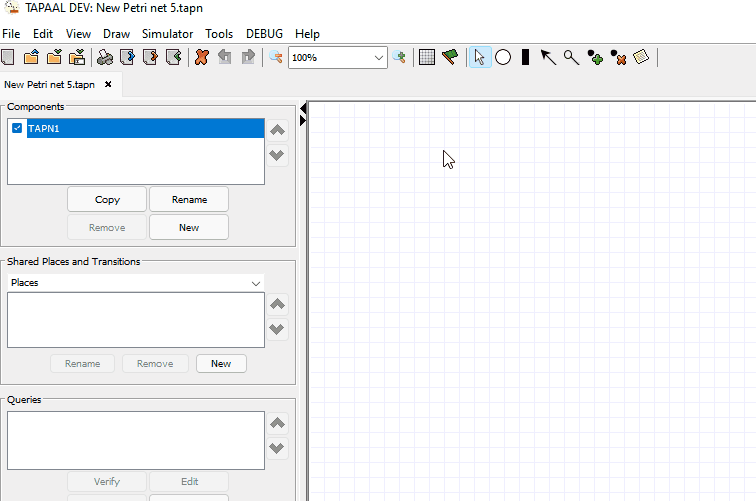 TAPAAL DEV: New Petri net 5.tapn
File Edit View Draw Simulator Tools DEBUG Help
100%
New Petri net 5.tapn
Components
TAPN1
Copy Rename
Remove New
Shared Places and Transitions
Places
Rename Remove New
Queries
Verify Edit